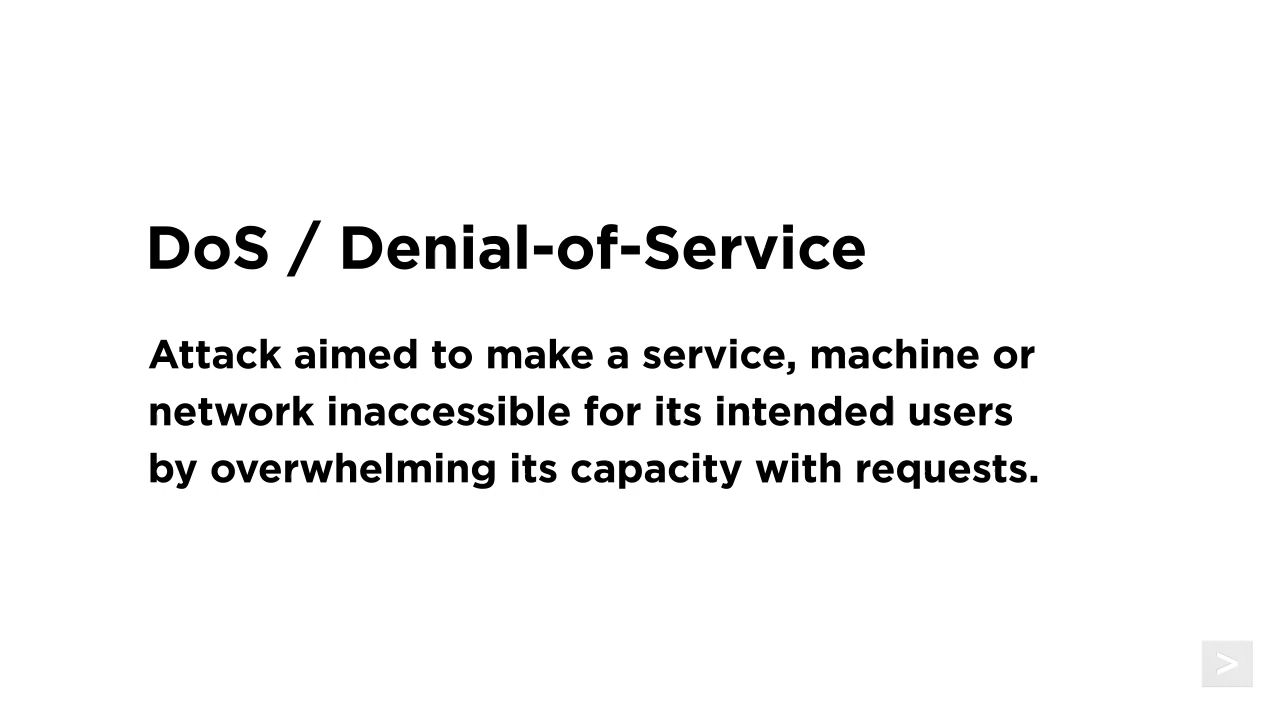 DoS / Denial-of-Service
Attack aimed to make a service, machine or
network inaccessible for its intended users
by overwhelming its capacity with requests.
>